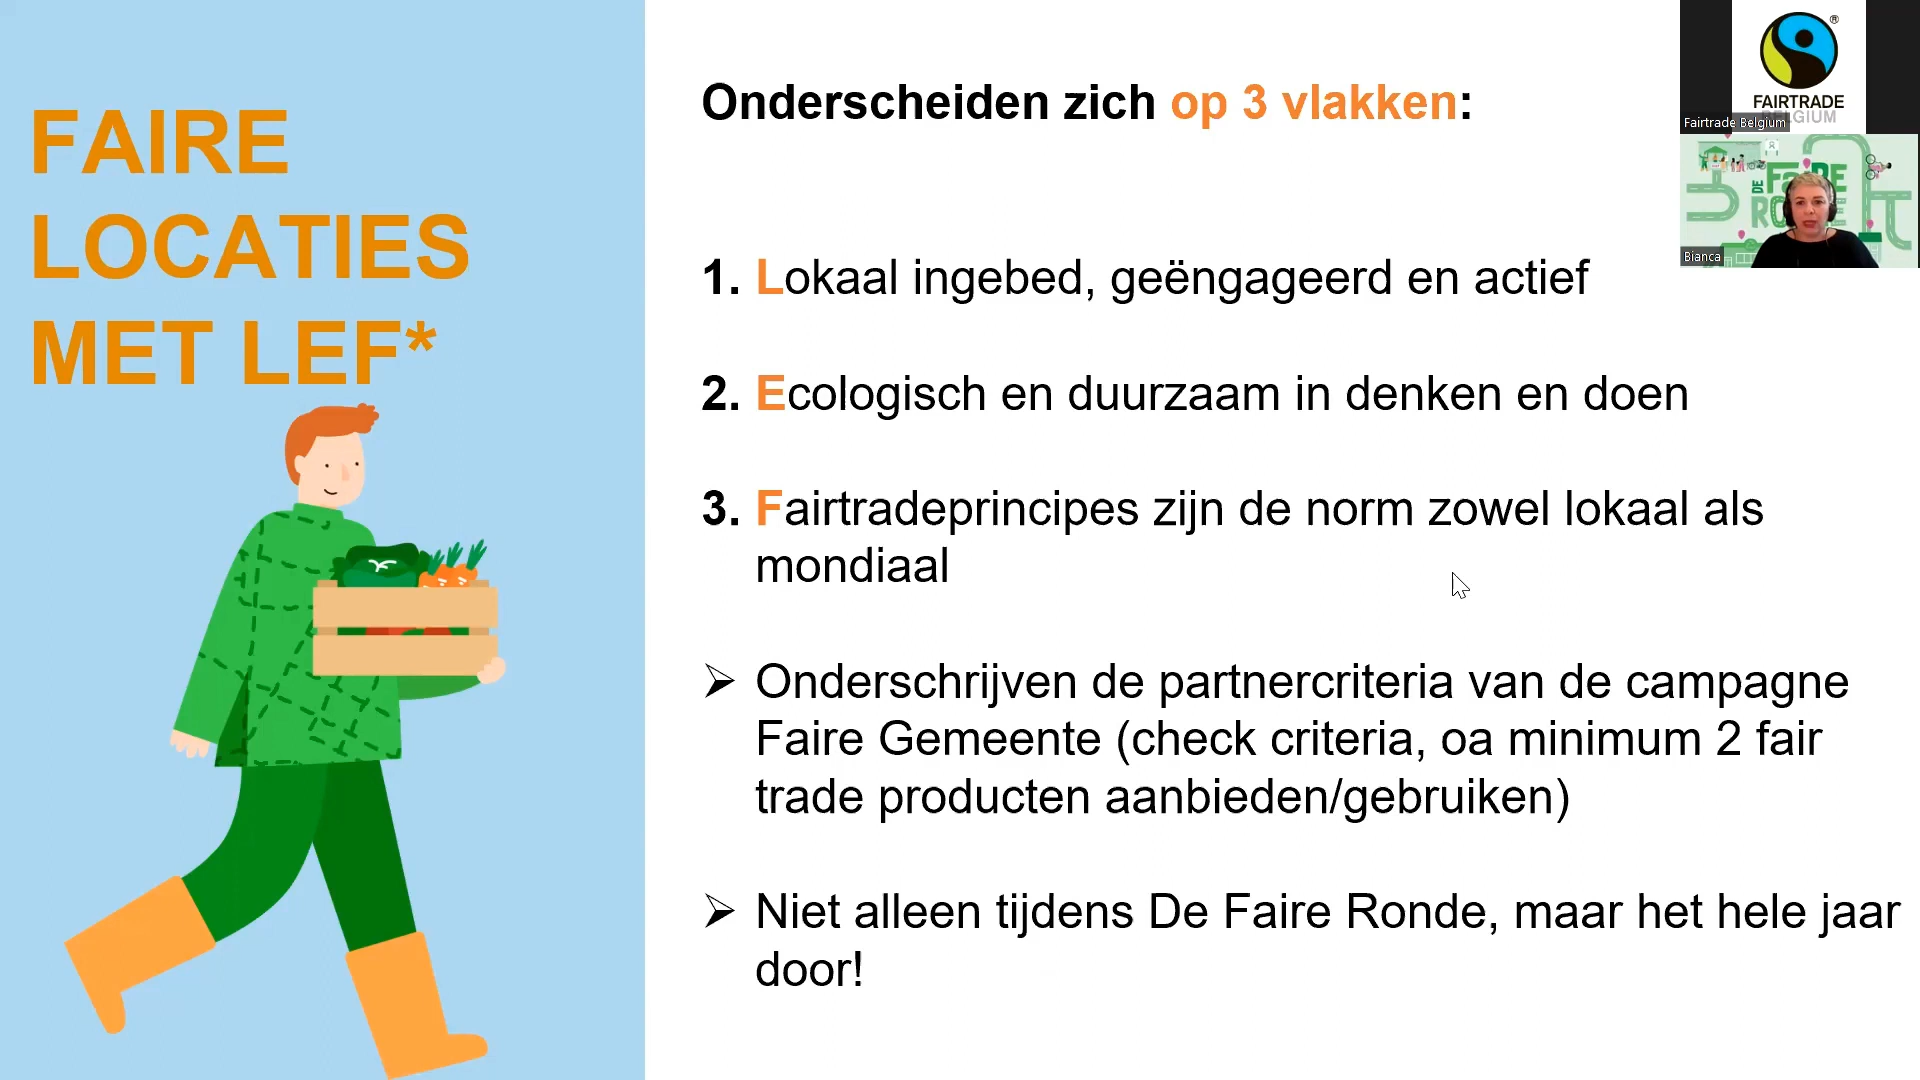 FAIRE
LOCATIES
MET LEF*
Onderscheiden zich op 3 vlakken:
1. Lokaal ingebed, geëngageerd en actief
2. Ecologisch en duurzaam in denken en doen
3. Fairtradeprincipes zijn de norm zowel lokaal als
mondiaal
➢ Onderschrijven de partnercriteria van de campagne
Faire Gemeente (check criteria, oa minimum 2 fair
trade producten aanbieden/gebruiken)
➢ Niet alleen tijdens De Faire Ronde, maar het hele jaar
door!
®
FAIRTRADE
BELGIUM
Fairtrade Belgium
DE FaiRE
Bianca